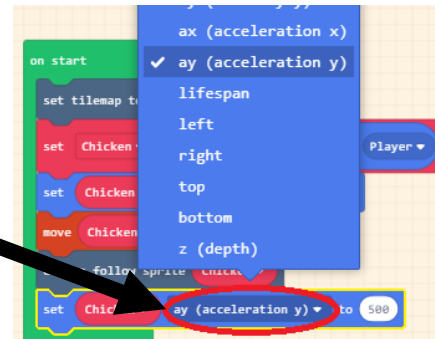 ax (acceleration x)
on start
✓ ay (acceleration y)
lifespan
set tilemap to
left
set Chicken Player
right
set Chicken
top
bottom
move Chicken
z (depth)
follow sprite
set ay (acceleration y) to 500